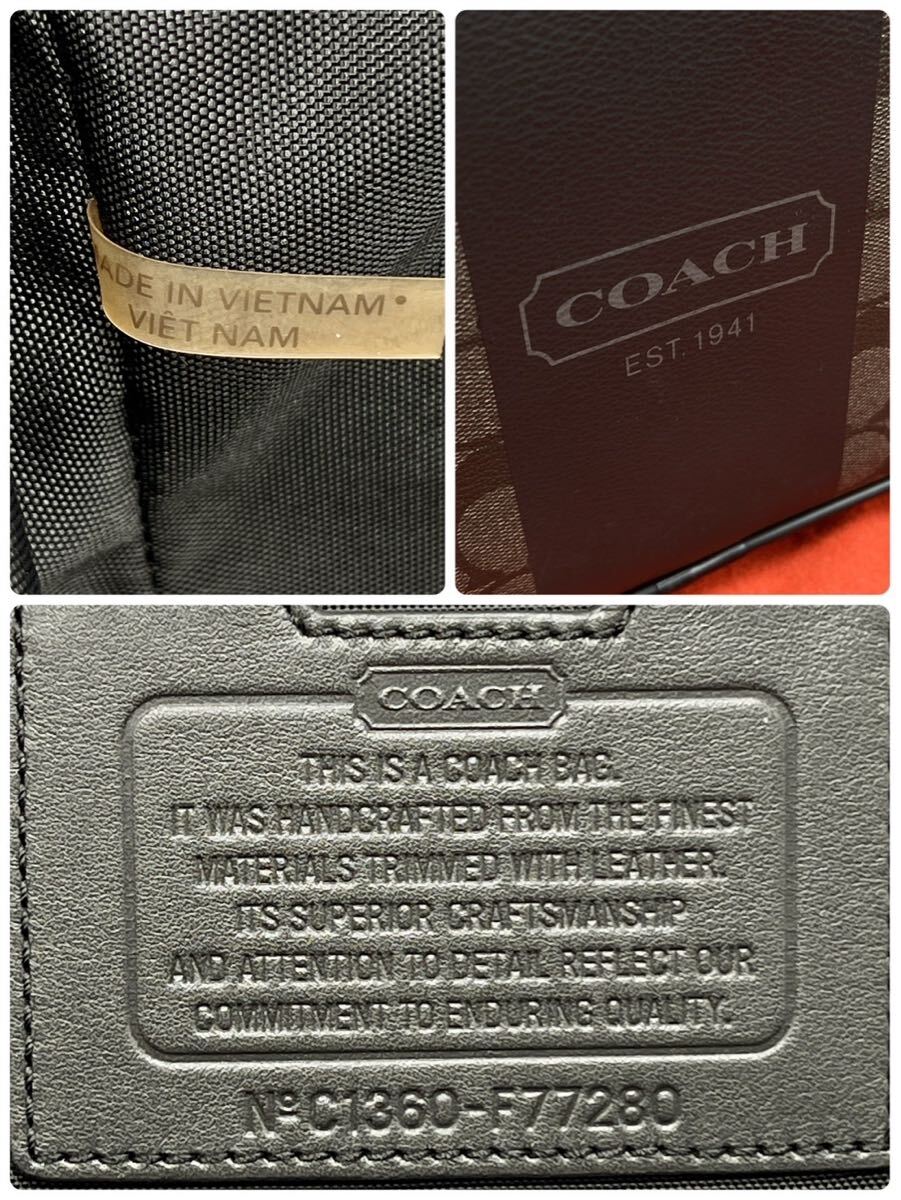 MADE IN VIETNAM
VIÊT NAM
COACH
EST. 1941
COACH
THIS IS A COACH BAG.
IT WAS HANDCRAFTED FROM THE FINEST
MATERIALS TRIMMED WITH LEATHER.
ITS SUPERIOR CRAFTSMANSHIP
AND ATTENTION TO DETAIL REFLECT OUR
COMMITMENT TO ENDURING QUALITY.
Nº C1360-F77280